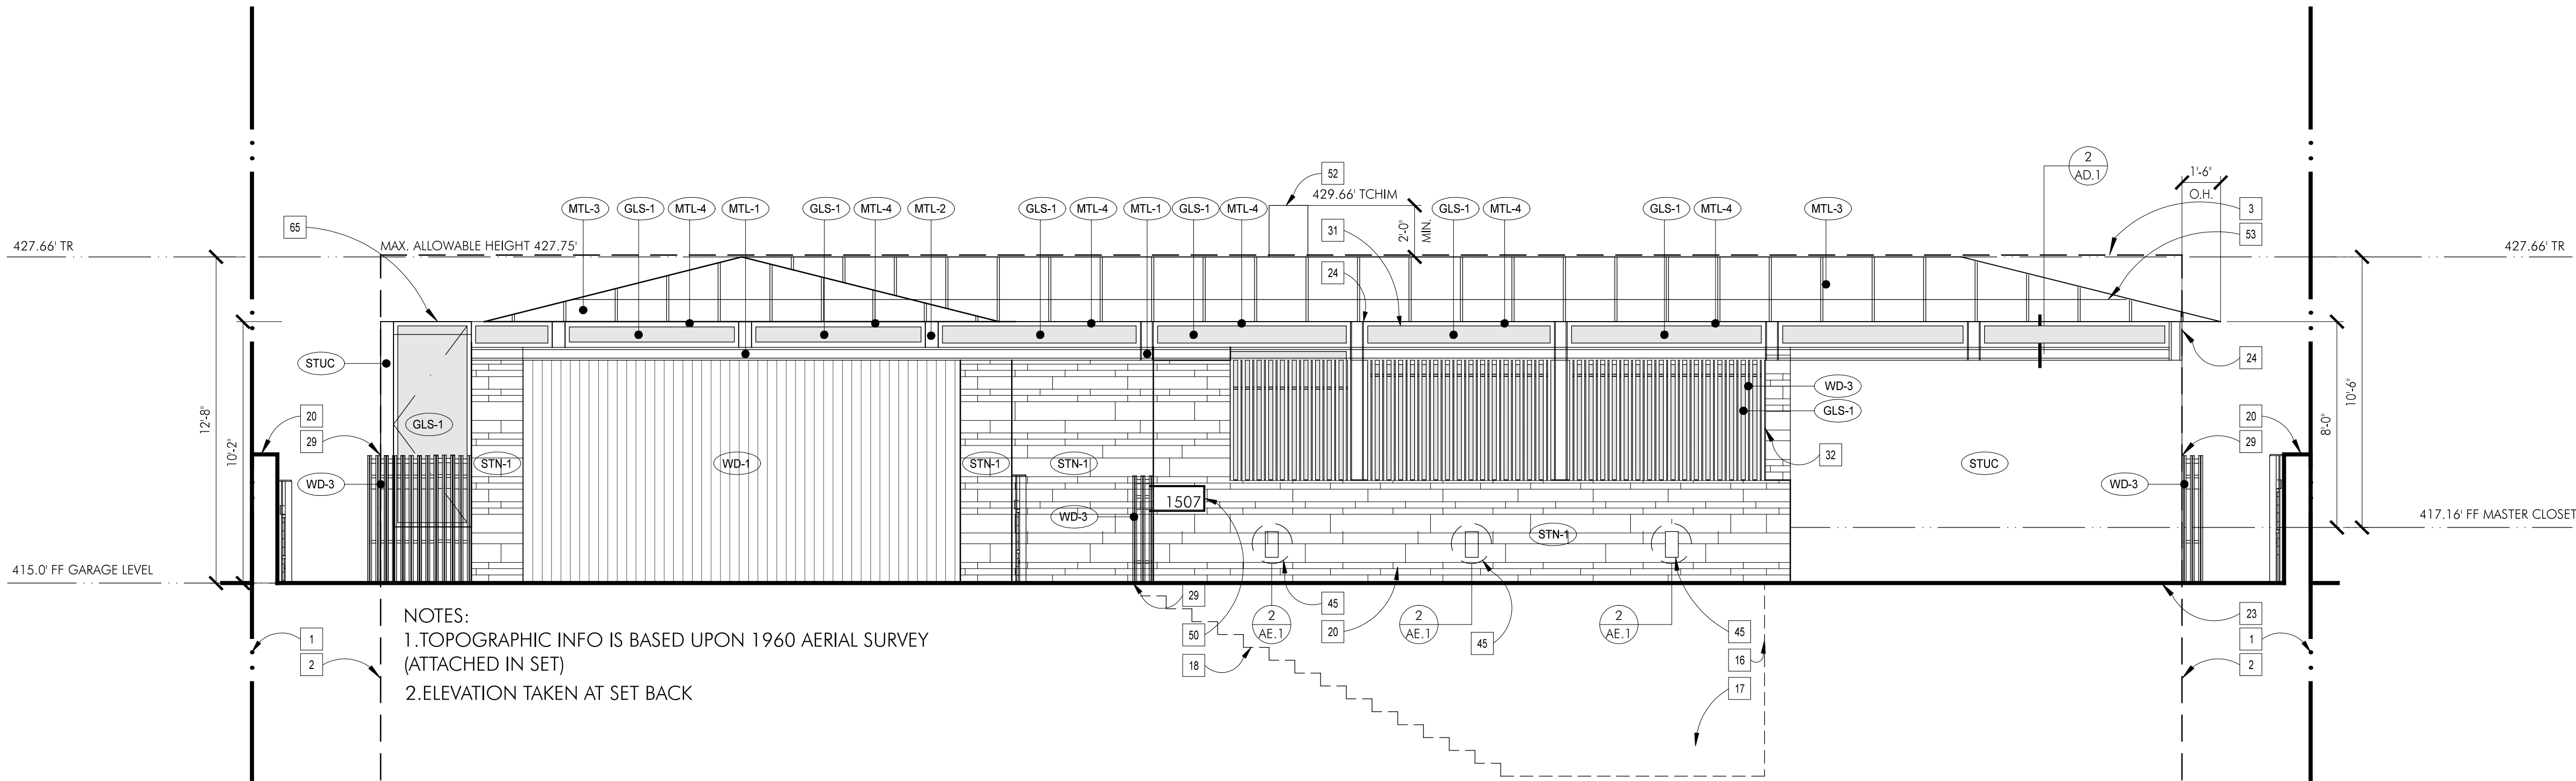 52
429.66' TCHIM
2
AD.1
1'-6"
O.H.
MTL-3
GLS-1
MTL-4
MTL-1
GLS-1
MTL-4
MTL-2
GLS-1
MTL-4
MTL-1
GLS-1
MTL-4
31
2'-0"
MIN.
GLS-1
MTL-4
GLS-1
MTL-4
MTL-3
3
53
65
427.66' TR
MAX. ALLOWABLE HEIGHT 427.75'
24
427.66' TR
STUC
24
12'-8"
10'-2"
20
29
GLS-1
WD-3
GLS-1
10'-6"
8'-0"
20
29
WD-3
STN-1
WD-1
STN-1
STN-1
32
STUC
WD-3
1507
WD-3
STN-1
417.16' FF MASTER CLOSET
415.0' FF GARAGE LEVEL
NOTES:
1.TOPOGRAPHIC INFO IS BASED UPON 1960 AERIAL SURVEY
(ATTACHED IN SET)
2.ELEVATION TAKEN AT SET BACK
1
2
29
50
18
2
AE.1
45
20
2
AE.1
45
2
AE.1
45
16
17
23
1
2